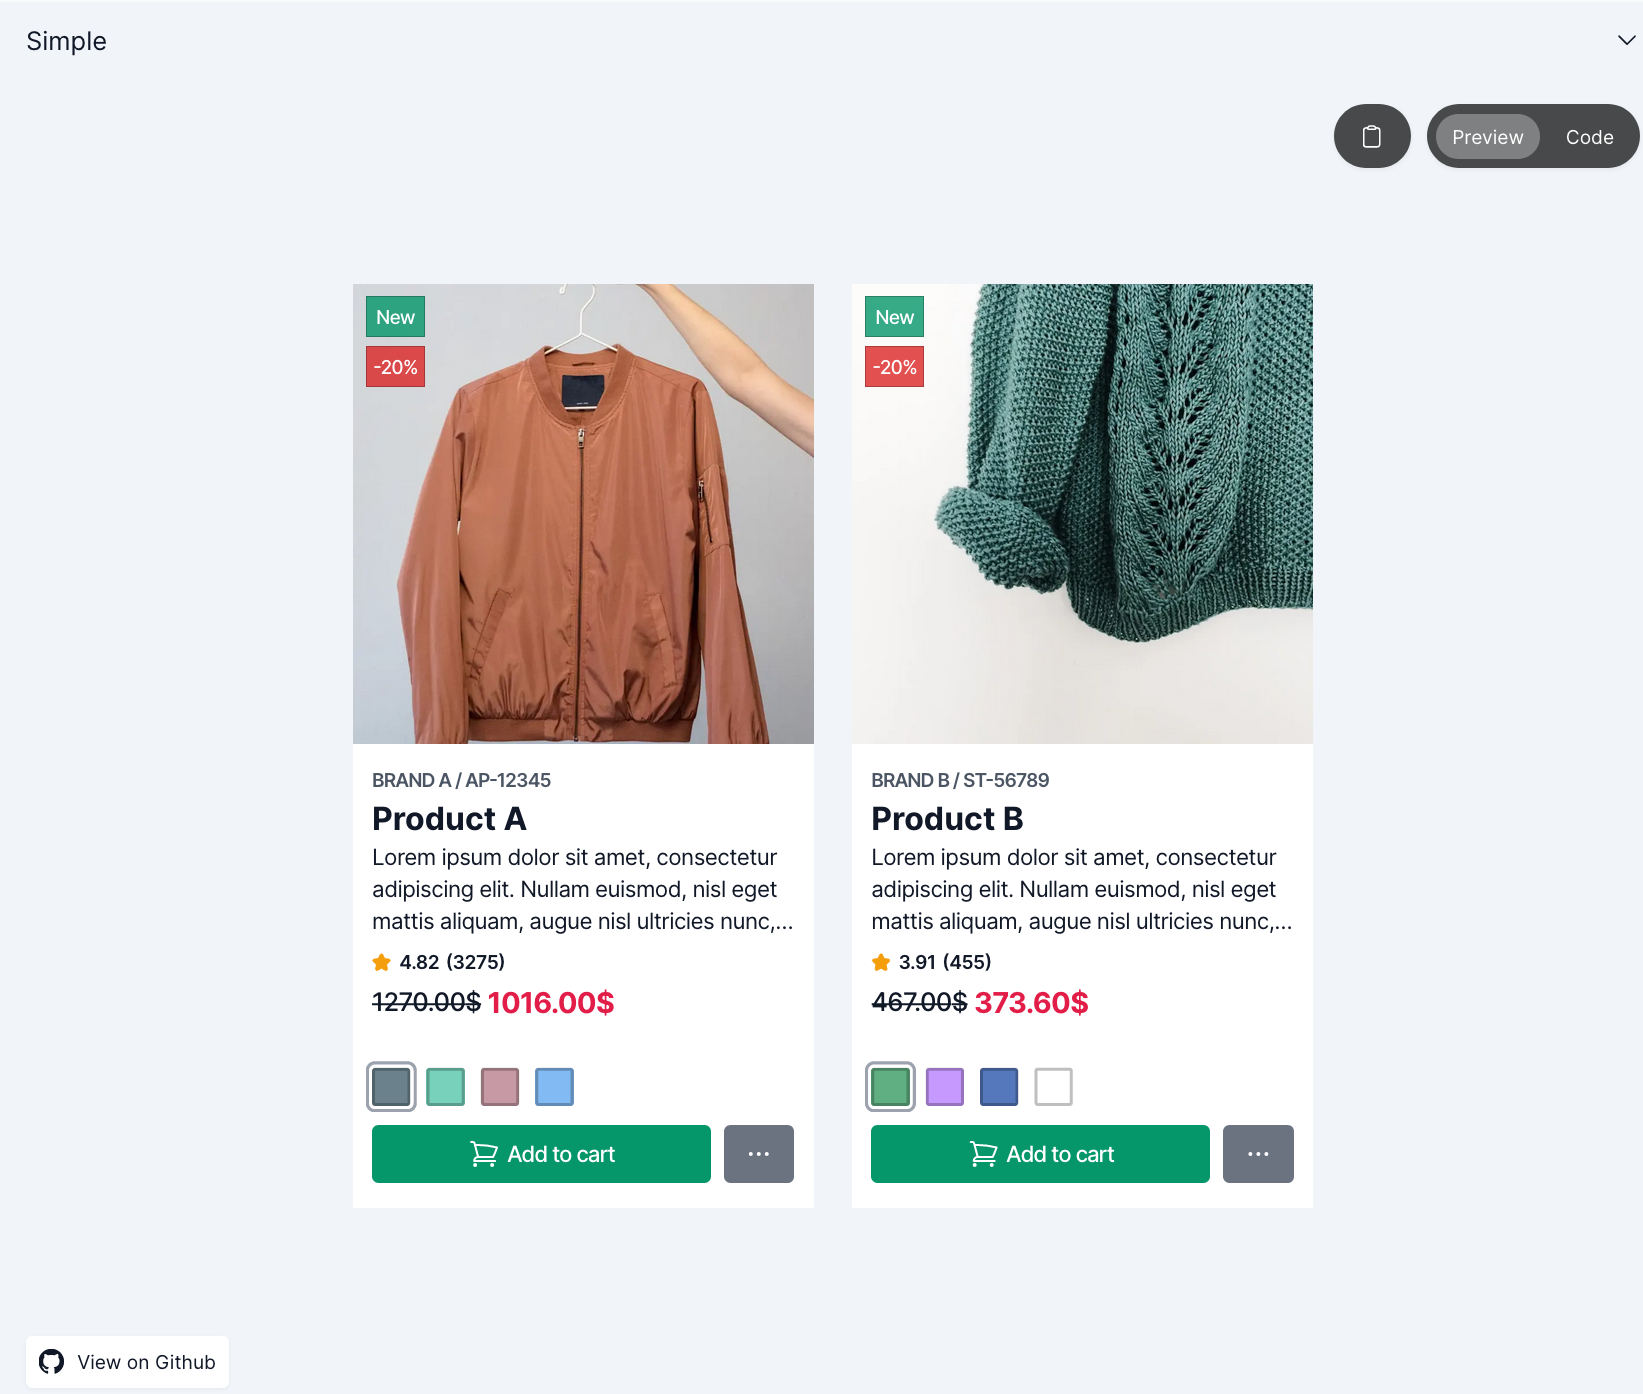 Simple
Preview
Code
New
-20%
BRAND A / AP-12345
Product A
Lorem ipsum dolor sit amet, consectetur
adipiscing elit. Nullam euismod, nisl eget
mattis aliquam, augue nisl ultricies nunc,...
4.82 (3275)
1270.00$ 1016.00$
Add to cart
New
-20%
BRAND B / ST-56789
Product B
Lorem ipsum dolor sit amet, consectetur
adipiscing elit. Nullam euismod, nisl eget
mattis aliquam, augue nisl ultricies nunc,...
3.91 (455)
467.00$ 373.60$
Add to cart
View on Github